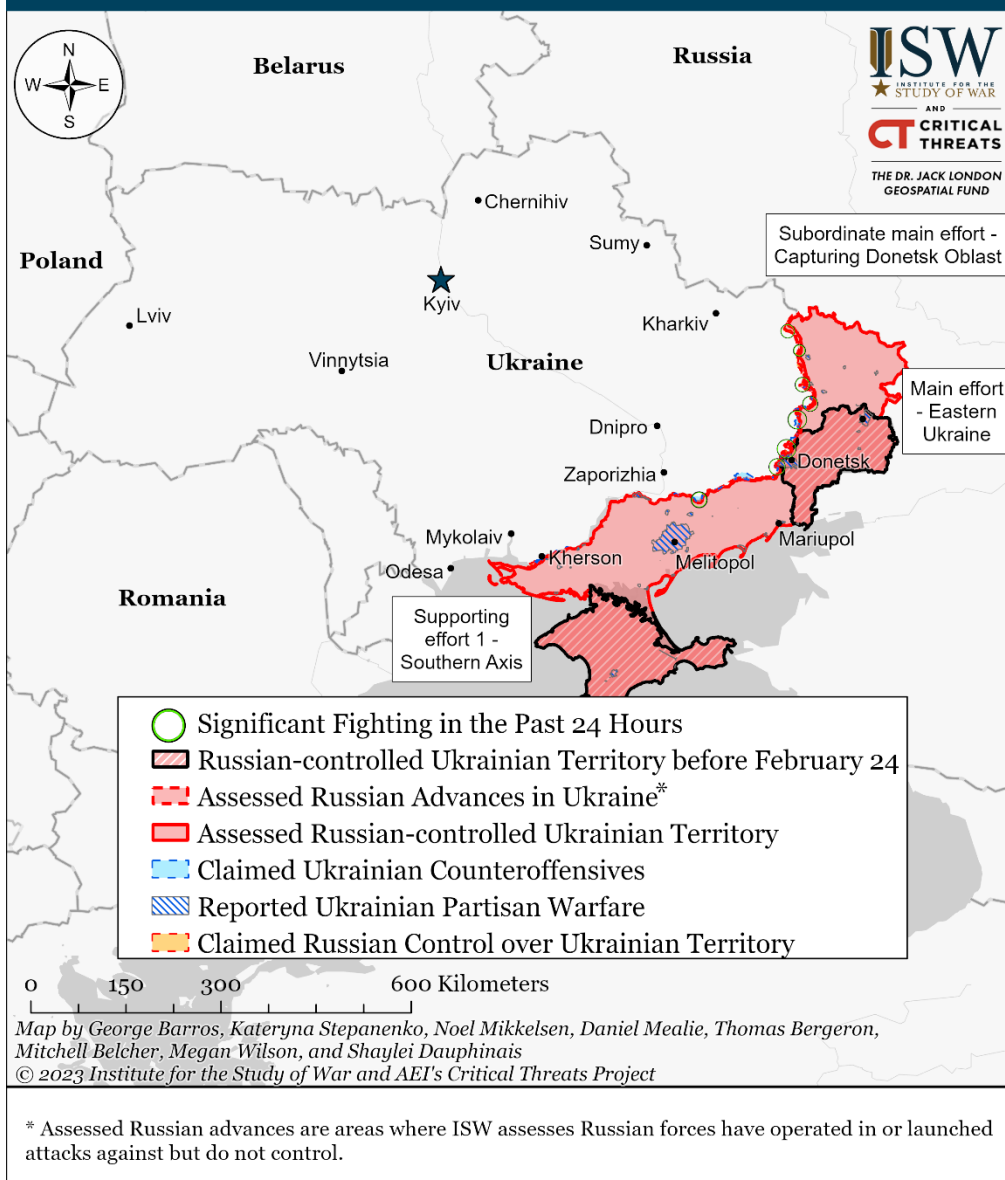 N
W
E
S
Belarus
Russia
ISW
INSTITUTE FOR THE
STUDY OF WAR
AND
CT CRITICAL
THREATS
THE DR. JACK LONDON
GEOSPATIAL FUND
Chernihiv
Sumy
Subordinate main effort -
Capturing Donetsk Oblast
Poland
Kyiv
Lviv
Kharkiv
Vinnytsia
Ukraine
Main effort
- Eastern
Ukraine
Dnipro
Donetsk
Zaporizhia
Mykolaiv
Mariupol
Kherson
Melitopol
Odesa
Romania
Supporting
effort 1 -
Southern Axis
Significant Fighting in the Past 24 Hours
Russian-controlled Ukrainian Territory before February 24
Assessed Russian Advances in Ukraine*
Assessed Russian-controlled Ukrainian Territory
Claimed Ukrainian Counteroffensives
Reported Ukrainian Partisan Warfare
Claimed Russian Control over Ukrainian Territory
0 150 300 600 Kilometers
Map by George Barros, Kateryna Stepanenko, Noel Mikkelsen, Daniel Mealie, Thomas Bergeron,
Mitchell Belcher, Megan Wilson, and Shaylei Dauphinais
© 2023 Institute for the Study of War and AEI's Critical Threats Project
* Assessed Russian advances are areas where ISW assesses Russian forces have operated in or launched
attacks against but do not control.